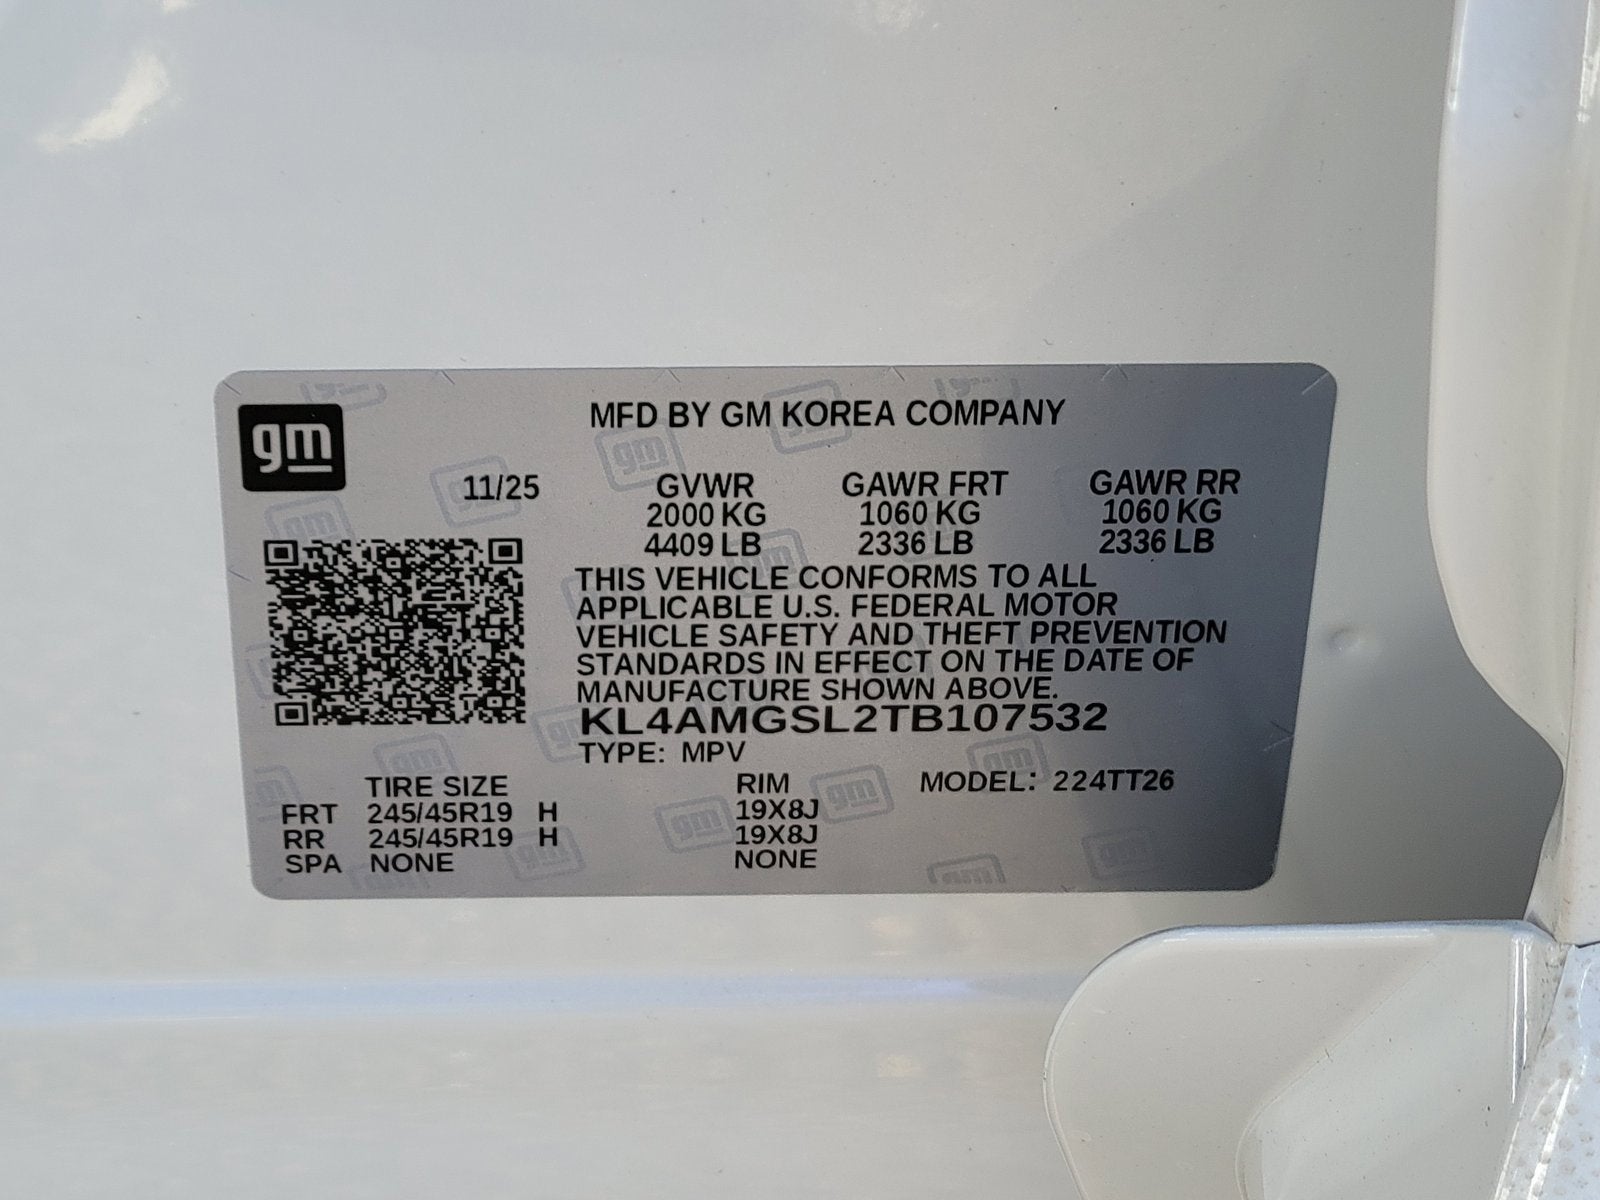 gm
MFD BY GM KOREA COMPANY
11/25 GVWR GAWR FRT GAWR RR
2000 KG 1060 KG 1060 KG
4409 LB 2336 LB 2336 LB
THIS VEHICLE CONFORMS TO ALL
APPLICABLE U.S. FEDERAL MOTOR
VEHICLE SAFETY AND THEFT PREVENTION
STANDARDS IN EFFECT ON THE DATE OF
MANUFACTURE SHOWN ABOVE.
KL4AMGSL2TB107532
TYPE: MPV
TIRE SIZE RIM MODEL: 224TT26
FRT 245/45R19 H 19X8J
RR 245/45R19 H 19X8J
SPA NONE NONE